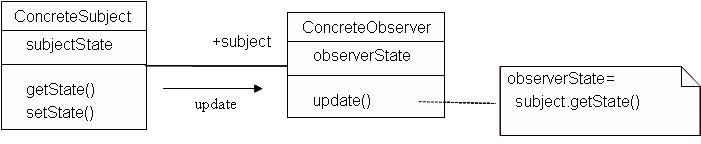 ConcreteSubject
subjectState
getState()
setState()
+subject
update
ConcreteObserver
observerState
update()
observerState=
subject.getState()